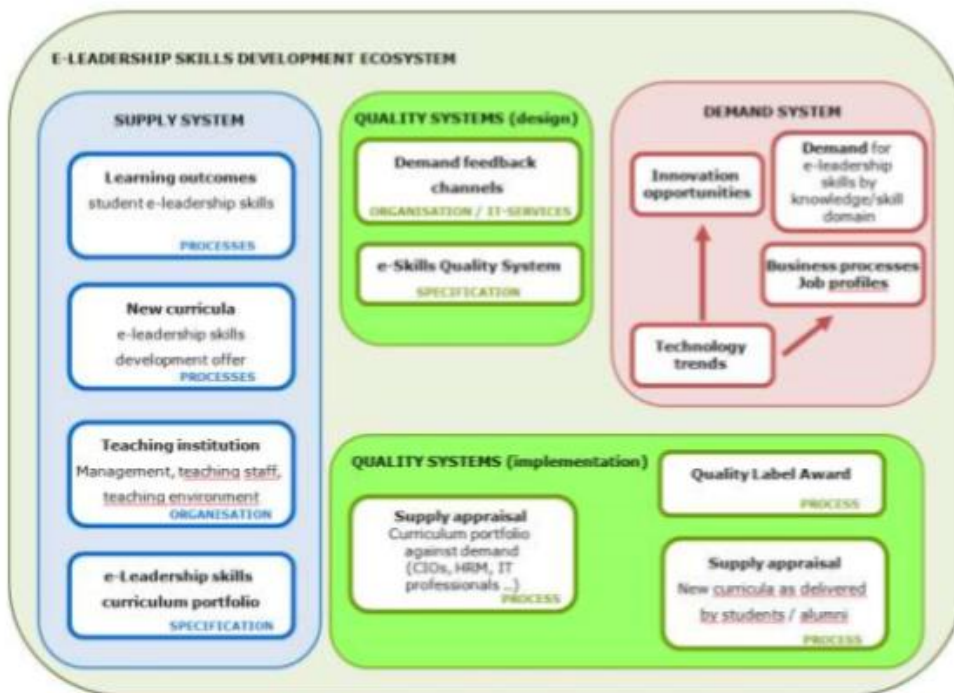 E-LEADERSHIP SKILLS DEVELOPMENT ECOSYSTEM
SUPPLY SYSTEM
Learning outcomes
student e-leadership skills
PROCESSES
New curricula
e-leadership skills
development offer
PROCESSES
Teaching institution
Management, teaching staff,
teaching environment
ORGANISATION
e-Leadership skills
curriculum portfolio
SPECIFICATION
QUALITY SYSTEMS (design)
Demand feedback
channels
ORGANISATION / IT-SERVICES
e-Skills Quality System
SPECIFICATION
DEMAND SYSTEM
Innovation
opportunities
Demand for
e-leadership
skills by
knowledge/skill
domain
Business processes
Job profiles
Technology
trends
QUALITY SYSTEMS (implementation)
Supply appraisal
Curriculum portfolio
against demand
(CIOs, HRM, IT
professionals ..)
PROCESS
Quality Label Award
PROCESS
Supply appraisal
New curricula as delivered
by students / alumni
PROCESS